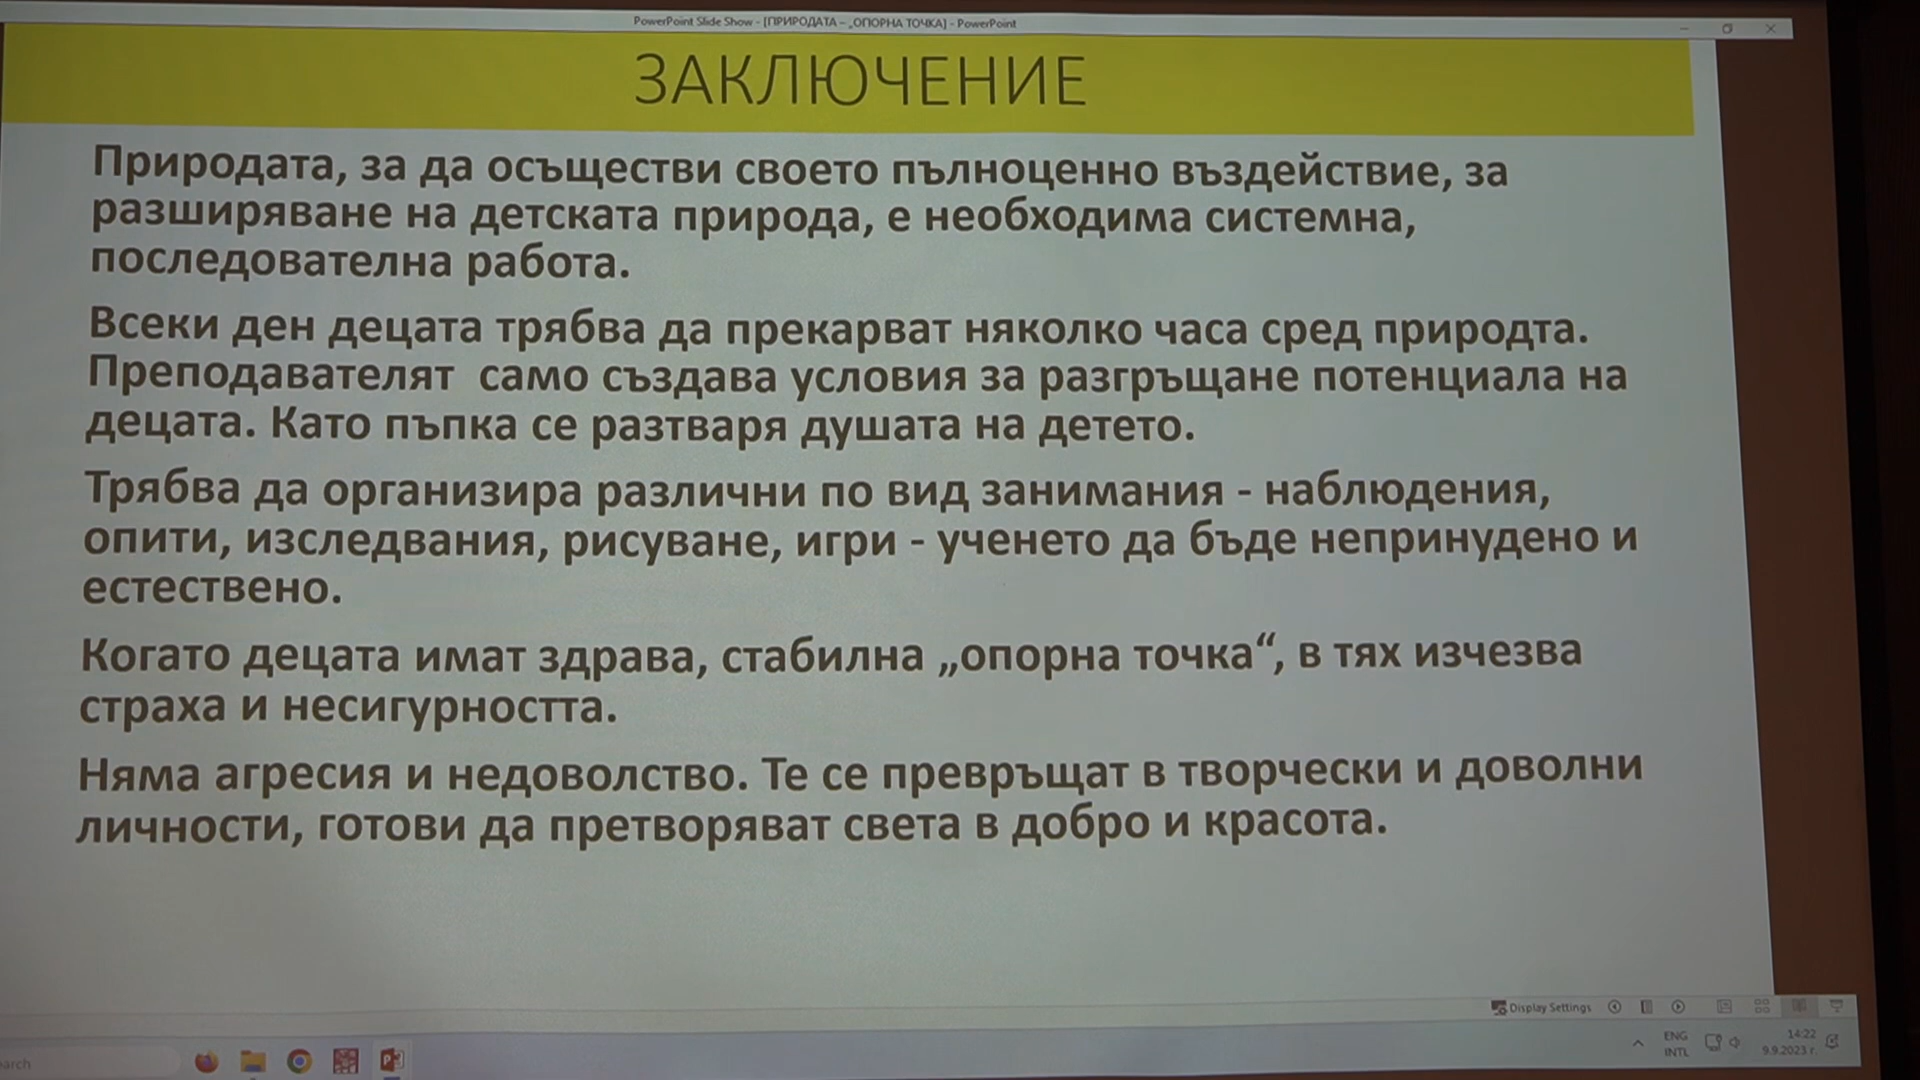 PowerPoint Slide Show - [ПРИРОДАТА – „ОПОРНА ТОЧКА] - PowerPoint
ЗАКЛЮЧЕНИЕ
Природата, за да осъществи своето пълноценно въздействие, за
разширяване на детската природа, е необходима системна,
последователна работа.
Всеки ден децата трябва да прекарват няколко часа сред природта.
Преподавателят само създава условия за разгръщане потенциала на
децата. Като пъпка се разтваря душата на детето.
Трябва да организира различни по вид занимания - наблюдения,
опити, изследвания, рисуване, игри - ученето да бъде непринудено и
естествено.
Когато децата имат здрава, стабилна „опорна точка“, в тях изчезва
страха и несигурността.
Няма агресия и недоволство. Те се превръщат в творчески и доволни
личности, готови да претворяват света в добро и красота.
Display Settings
earch
ENG
INTL
14:22
9.9.2023 г.